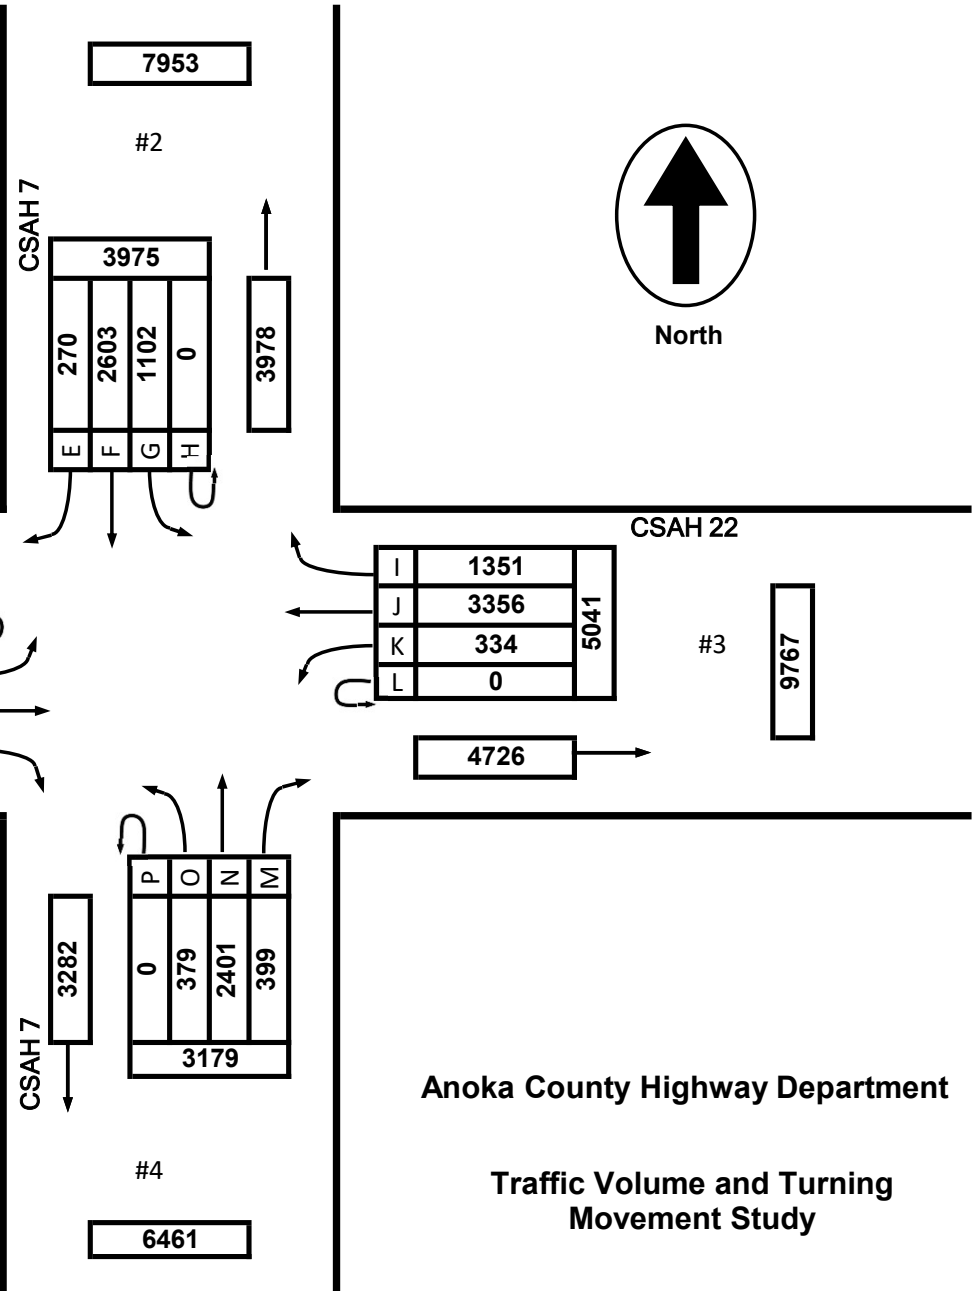 7953
#2
CSAH 7
3975
270
2603
1102
0
3978
E
F
G
H
North
CSAH 22
I 1351
J 3356
K 334
L 0
5041
#3
9767
4726
P
O
N
M
0
379
2401
399
3282
3179
CSAH 7
#4
6461
Anoka County Highway Department
Traffic Volume and Turning
Movement Study